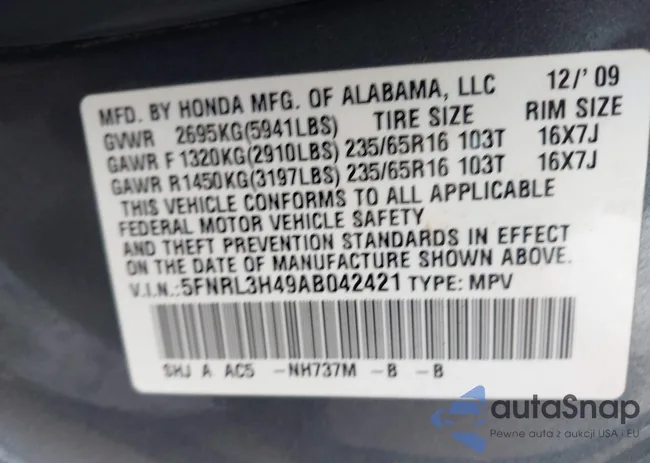 MFD. BY HONDA MFG. OF ALABAMA, LLC 12/'09
GVWR 2695KG(5941LBS) TIRE SIZE RIM SIZE
GAWR F1320KG(2910LBS) 235/65R16 103T 16X7J
GAWR R1450KG(3197LBS) 235/65R16 103T 16X7J
THIS VEHICLE CONFORMS TO ALL APPLICABLE
FEDERAL MOTOR VEHICLE SAFETY
AND THEFT PREVENTION STANDARDS IN EFFECT
ON THE DATE OF MANUFACTURE SHOWN ABOVE.
V.I.N.:5FNRL3H49AB042421 TYPE: MPV
SHJ A AC5 -NH737M -B -B
autaSnap
Pewne auta z aukcji USA i EU